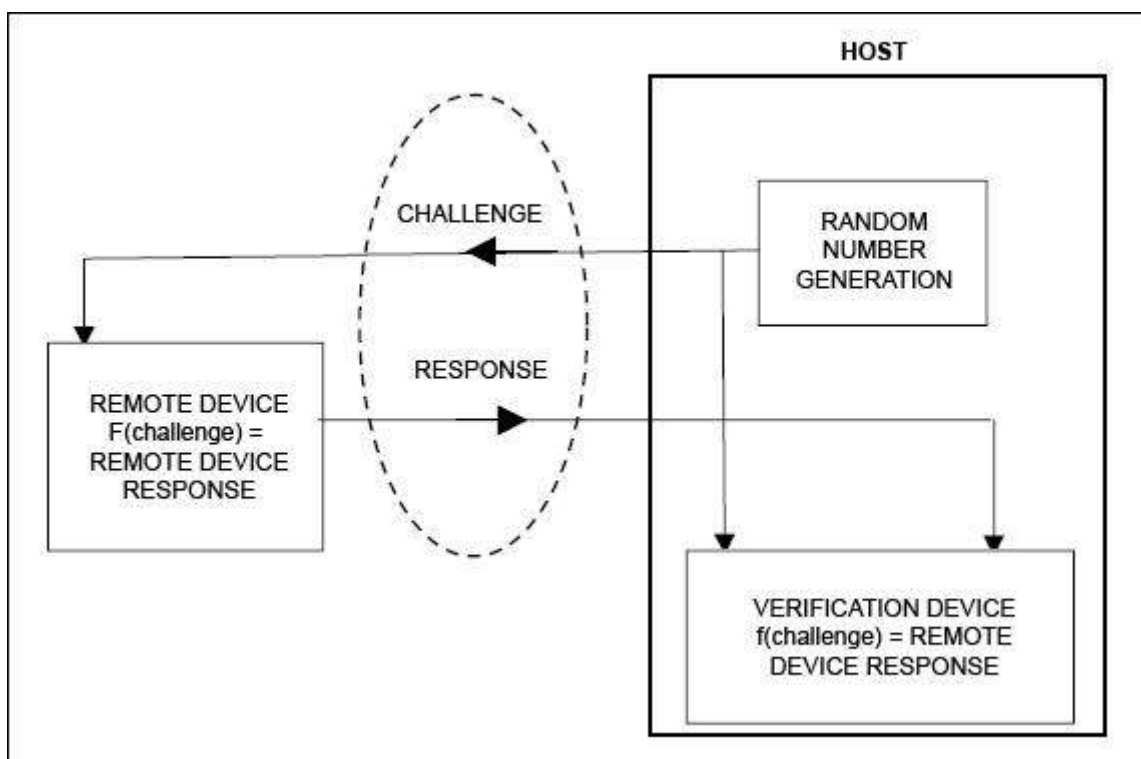 HOST
CHALLENGE
RANDOM
NUMBER
GENERATION
RESPONSE
REMOTE DEVICE
F(challenge) =
REMOTE DEVICE
RESPONSE
VERIFICATION DEVICE
f(challenge) = REMOTE
DEVICE RESPONSE